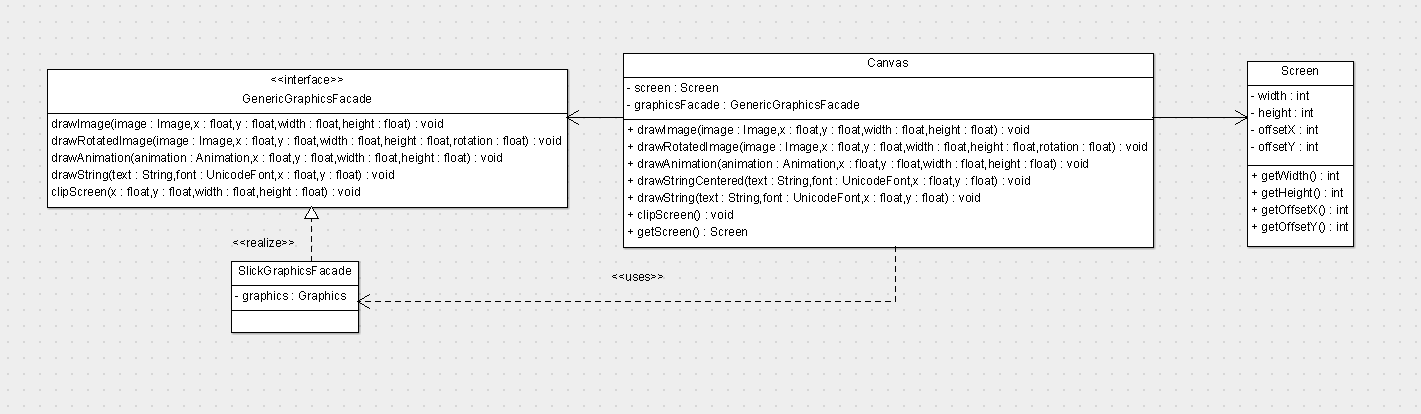 <<interface>>
GenericGraphicsFacade
drawImage(image : Image,x : float,y : float,width : float,height : float) : void
drawRotatedImage(image : Image,x : float,y : float,width : float,height : float,rotation : float) : void
drawAnimation(animation : Animation,x : float,y : float,width : float,height : float) : void
drawString(text : String,font : UnicodeFont,x : float,y : float) : void
clipScreen(x : float,y : float,width : float,height : float) : void
<<realize>>
SlickGraphicsFacade
- graphics : Graphics
Canvas
- screen : Screen
- graphicsFacade : GenericGraphicsFacade
+ drawImage(image : Image,x : float,y : float,width : float,height : float) : void
+ drawRotatedImage(image : Image,x : float,y : float,width : float,height : float,rotation : float) : void
+ drawAnimation(animation : Animation,x : float,y : float,width : float,height : float) : void
+ drawStringCentered(text : String,font : UnicodeFont,x : float,y : float) : void
+ drawString(text : String,font : UnicodeFont,x : float,y : float) : void
+ clipScreen() : void
+ getScreen() : Screen
<<uses>>
Screen
- width : int
- height : int
- offsetX : int
- offsetY : int
+ getWidth() : int
+ getHeight() : int
+ getOffsetX() : int
+ getOffsetY() : int